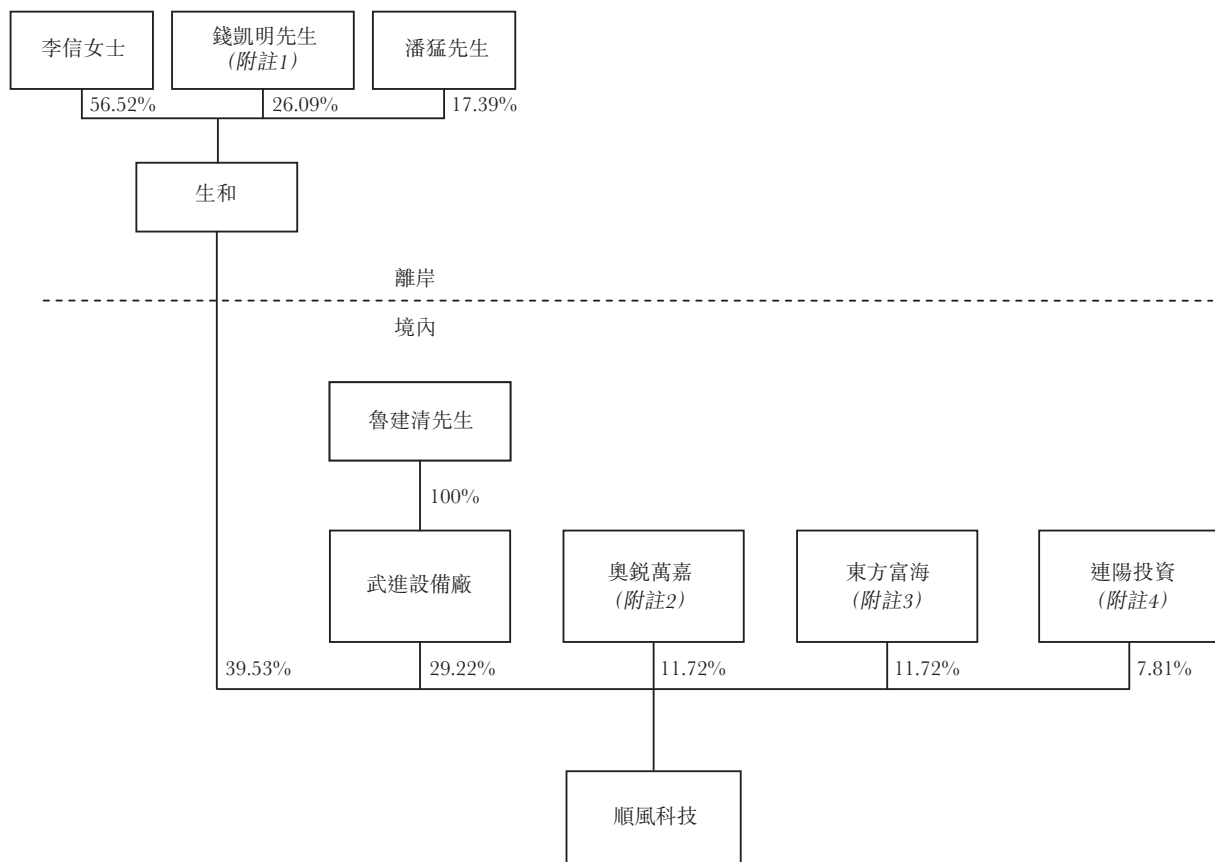 李信女士
錢凱明先生
(附註1)
潘猛先生
56.52%
26.09%
17.39%
生和
離岸
境內
魯建清先生
100%
武進設備廠
奧銳萬嘉
(附註2)
東方富海
(附註3)
連陽投資
(附註4)
39.53%
29.22%
11.72%
11.72%
7.81%
順風科技